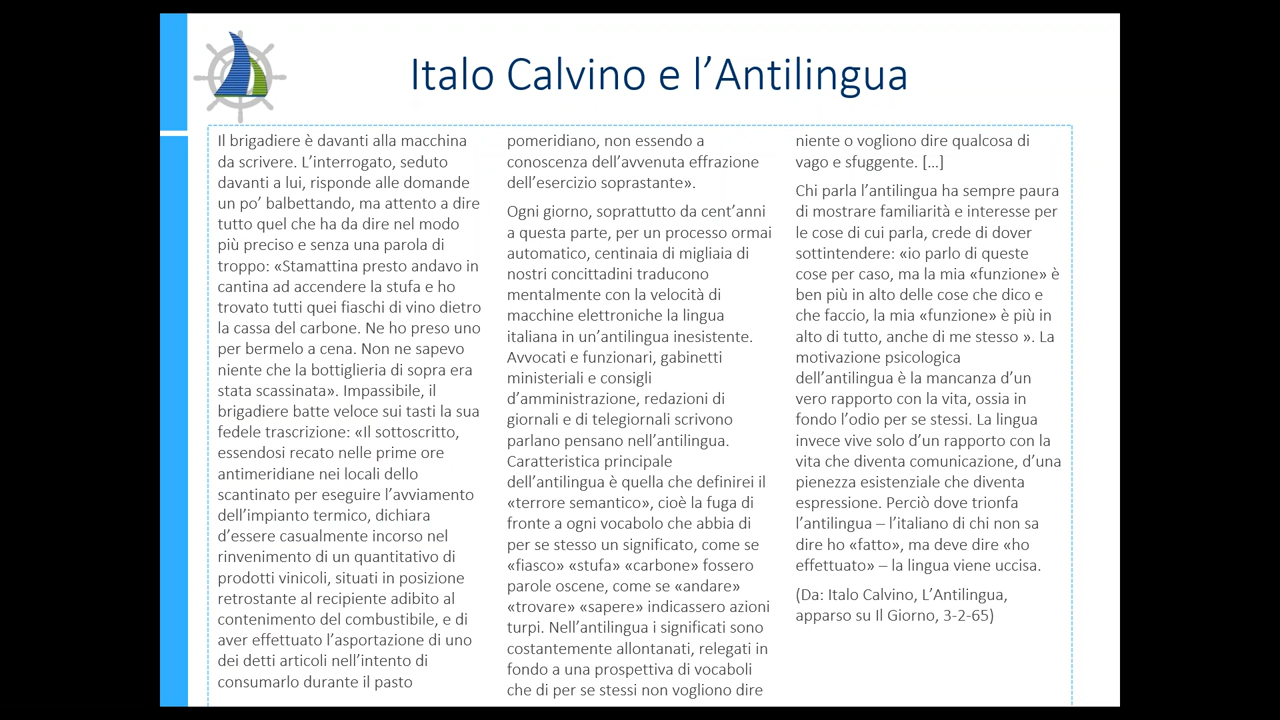 Italo Calvino e l’Antilingua
Il brigadiere è davanti alla macchina
da scrivere. L’interrogato, seduto
davanti a lui, risponde alle domande
un po’ balbettando, ma attento a dire
tutto quel che ha da dire nel modo
più preciso e senza una parola di
troppo: «Stamattina presto andavo in
cantina ad accendere la stufa e ho
trovato tutti quei fiaschi di vino dietro
la cassa del carbone. Ne ho preso uno
per bermelo a cena. Non ne sapevo
niente che la bottiglieria di sopra era
stata scassinata». Impassibile, il
brigadiere batte veloce sui tasti la sua
fedele trascrizione: «Il sottoscritto,
essendosi recato nelle prime ore
antimeridiane nei locali dello
scantinato per eseguire l’avviamento
dell’impianto termico, dichiara
d’essere casualmente incorso nel
rinvenimento di un quantitativo di
prodotti vinicoli, situati in posizione
retrostante al recipiente adibito al
contenimento del combustibile, e di
aver effettuato l’asportazione di uno
dei detti articoli nell’intento di
consumarlo durante il pasto
pomeridiano, non essendo a
conoscenza dell’avvenuta effrazione
dell’esercizio soprastante».
Ogni giorno, soprattutto da cent’anni
a questa parte, per un processo ormai
automatico, centinaia di migliaia di
nostri concittadini traducono
mentalmente con la velocità di
macchine elettroniche la lingua
italiana in un’antilingua inesistente.
Avvocati e funzionari, gabinetti
ministeriali e consigli
d’amministrazione, redazioni di
giornali e di telegiornali scrivono
parlano pensano nell’antilingua.
Caratteristica principale
dell’antilingua è quella che definirei il
«terrore semantico», cioè la fuga di
fronte a ogni vocabolo che abbia di
per se stesso un significato, come se
«fiasco» «stufa» «carbone» fossero
parole oscene, come se «andare»
«trovare» «sapere» indicassero azioni
turpi. Nell’antilingua i significati sono
costantemente allontanati, relegati in
fondo a una prospettiva di vocaboli
che di per se stessi non vogliono dire
niente o vogliono dire qualcosa di
vago e sfuggente. […]
Chi parla l’antilingua ha sempre paura
di mostrare familiarità e interesse per
le cose di cui parla, crede di dover
sottintendere: «io parlo di queste
cose per caso, ma la mia «funzione» è
ben più in alto delle cose che dico e
che faccio, la mia «funzione» è più in
alto di tutto, anche di me stesso ». La
motivazione psicologica
dell’antilingua è la mancanza d’un
vero rapporto con la vita, ossia in
fondo l’odio per se stessi. La lingua
invece vive solo d’un rapporto con la
vita che diventa comunicazione, d’una
pienezza esistenziale che diventa
espressione. Perciò dove trionfa
l’antilingua – l’italiano di chi non sa
dire ho «fatto», ma deve dire «ho
effettuato» – la lingua viene uccisa.
(Da: Italo Calvino, L’Antilingua,
apparso su Il Giorno, 3-2-65)